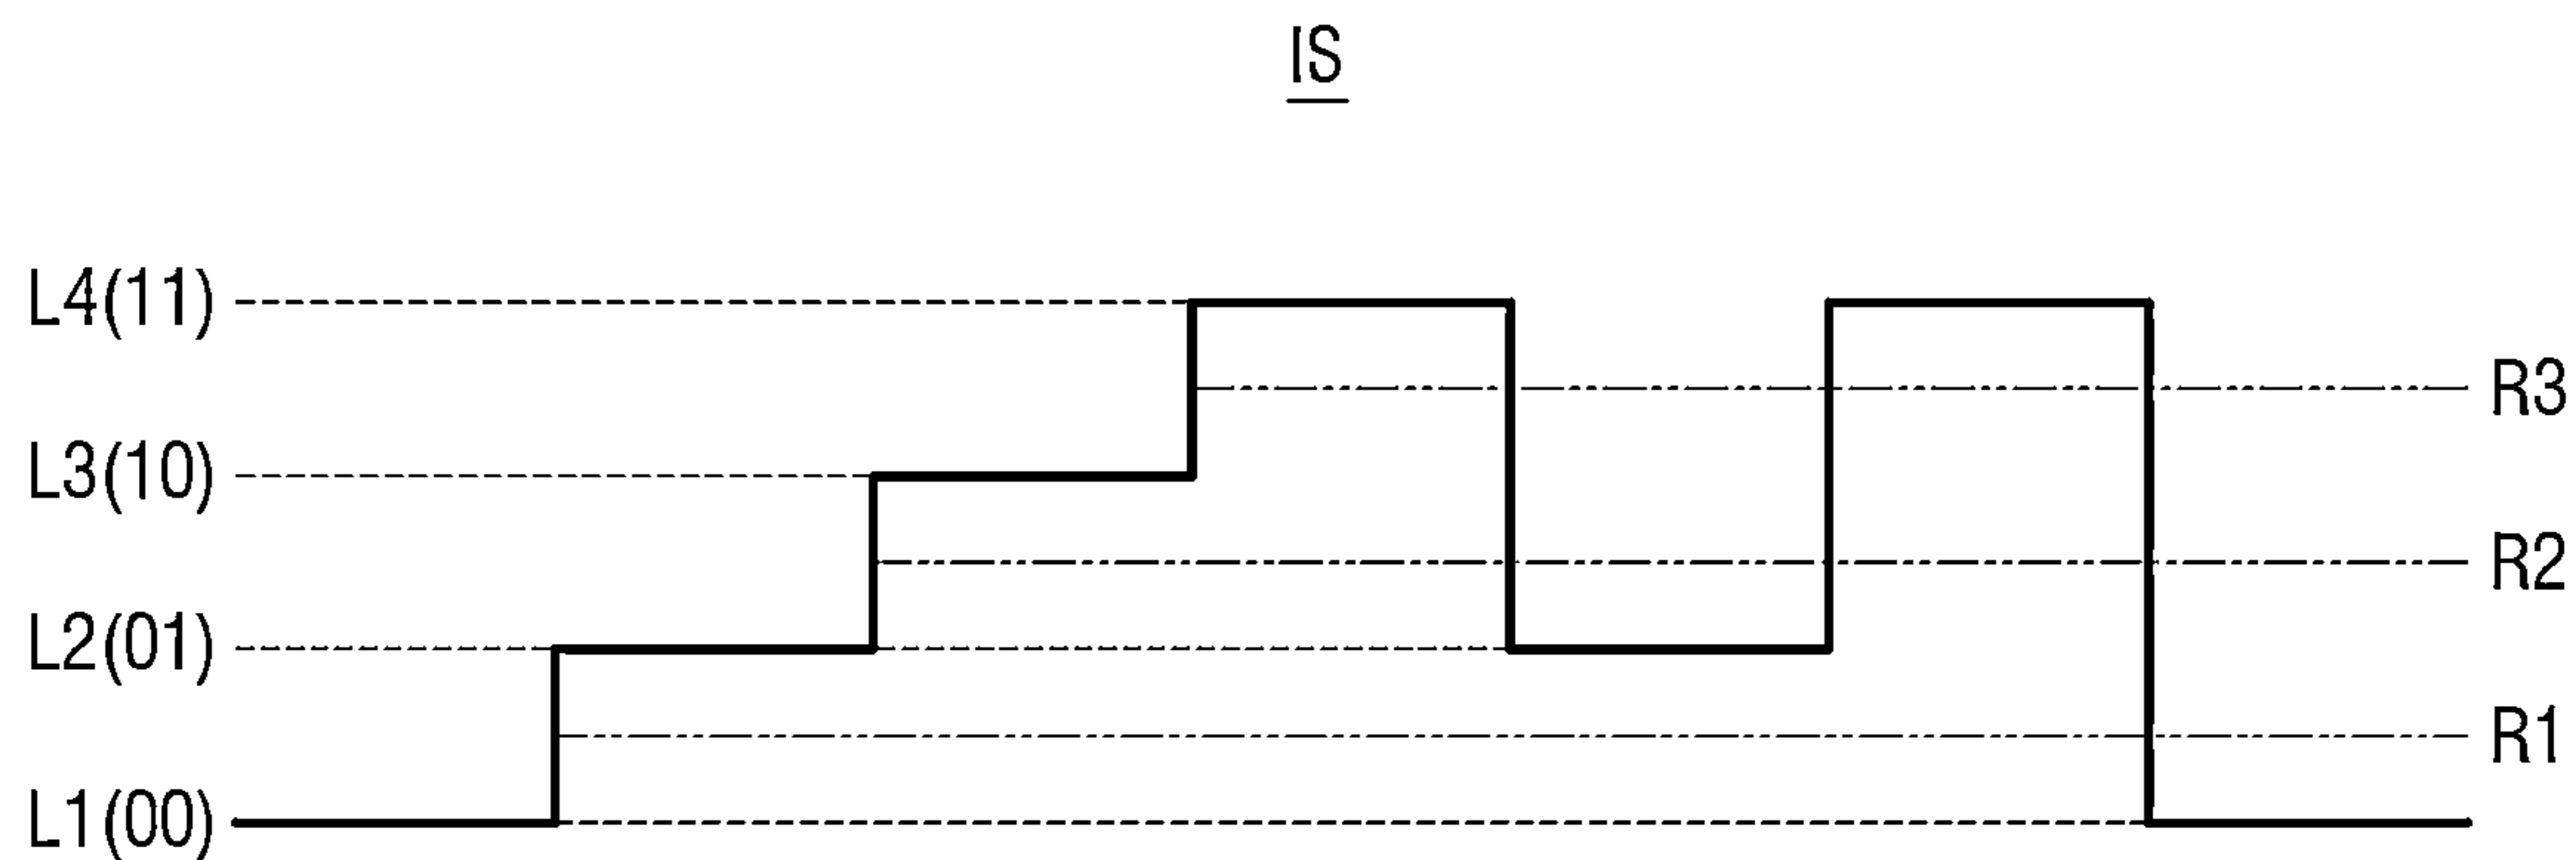 IS
L4(11)
R3
L3(10)
R2
L2(01)
R1
L1(00)